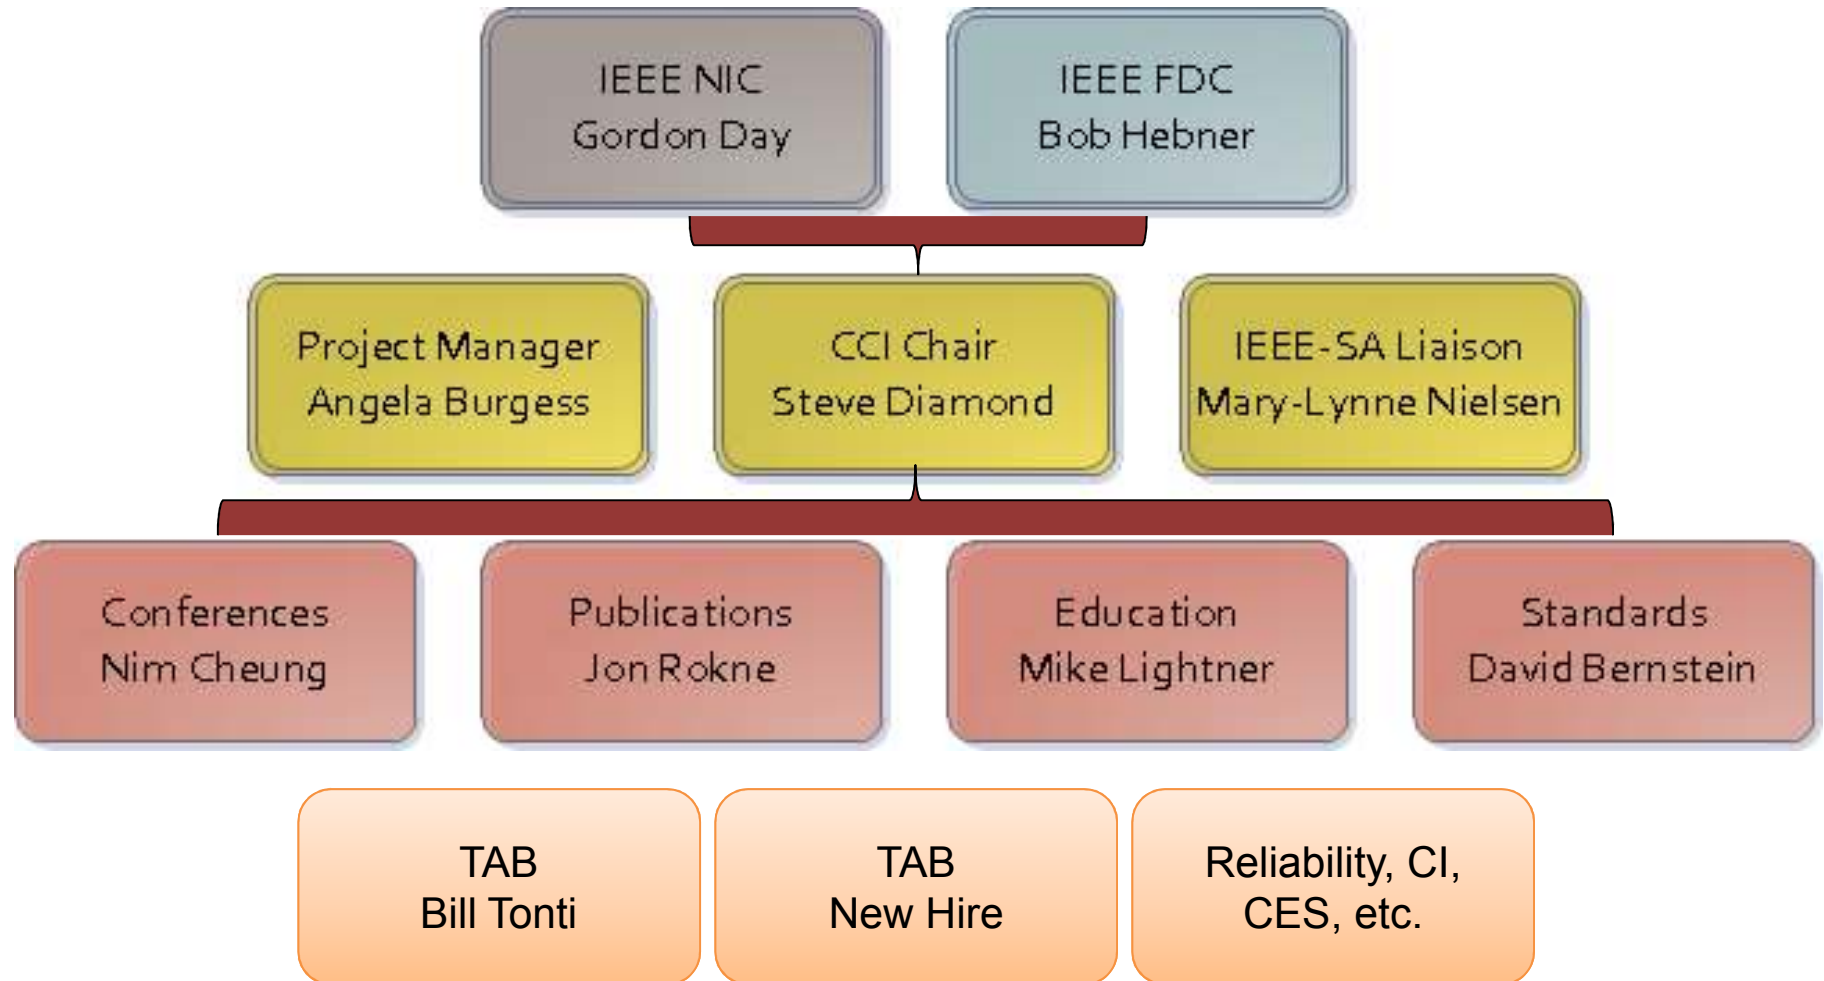 IEEE NIC
Gordon Day
IEEE FDC
Bob Hebner
Project Manager
Angela Burgess
CCI Chair
Steve Diamond
IEEE-SA Liaison
Mary-Lynne Nielsen
Conferences
Nim Cheung
Publications
Jon Rokne
Education
Mike Lightner
Standards
David Bernstein
TAB
Bill Tonti
TAB
New Hire
Reliability, CI,
CES, etc.